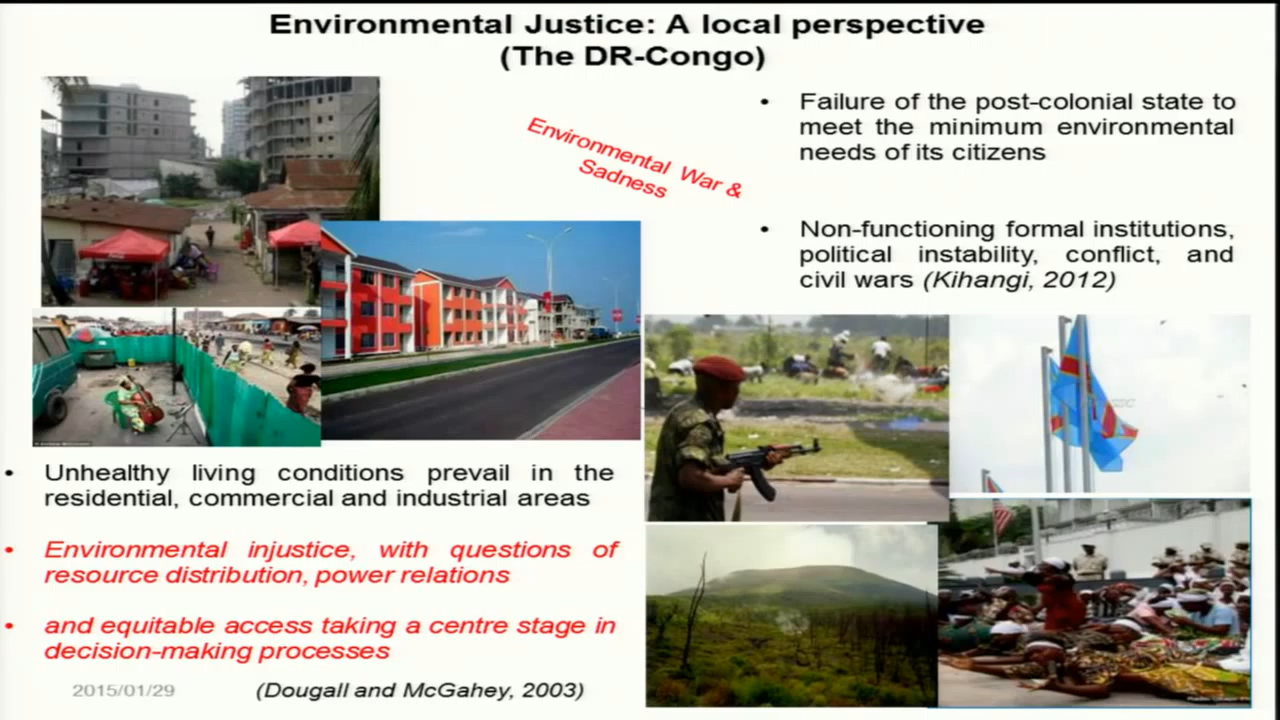 Environmental Justice: A local perspective
(The DR-Congo)
Environmental War &
Sadness
• Failure of the post-colonial state to
meet the minimum environmental
needs of its citizens
• Non-functioning formal institutions,
political instability, conflict, and
civil wars (Kihangi, 2012)
• Unhealthy living conditions prevail in the
residential, commercial and industrial areas
• Environmental injustice, with questions of
resource distribution, power relations
• and equitable access taking a centre stage in
decision-making processes
2015/01/29
(Dougall and McGahey, 2003)